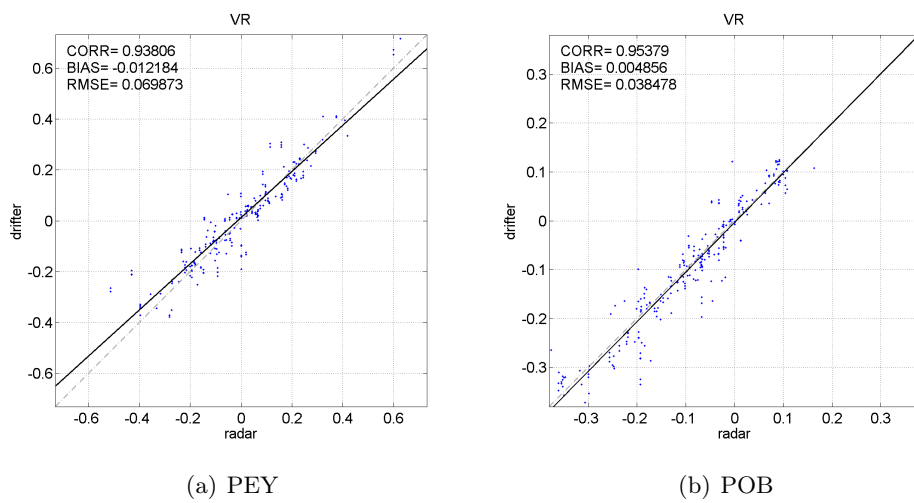 VR
CORR= 0.93806
BIAS= -0.012184
RMSE= 0.069873
0.6
0.4
0.2
0
-0.2
-0.4
-0.6
drifter
-0.6 -0.4 -0.2 0 0.2 0.4 0.6
radar
(a) PEY
VR
CORR= 0.95379
BIAS= 0.004856
RMSE= 0.038478
0.3
0.2
0.1
0
-0.1
-0.2
-0.3
drifter
-0.3 -0.2 -0.1 0 0.1 0.2 0.3
radar
(b) POB